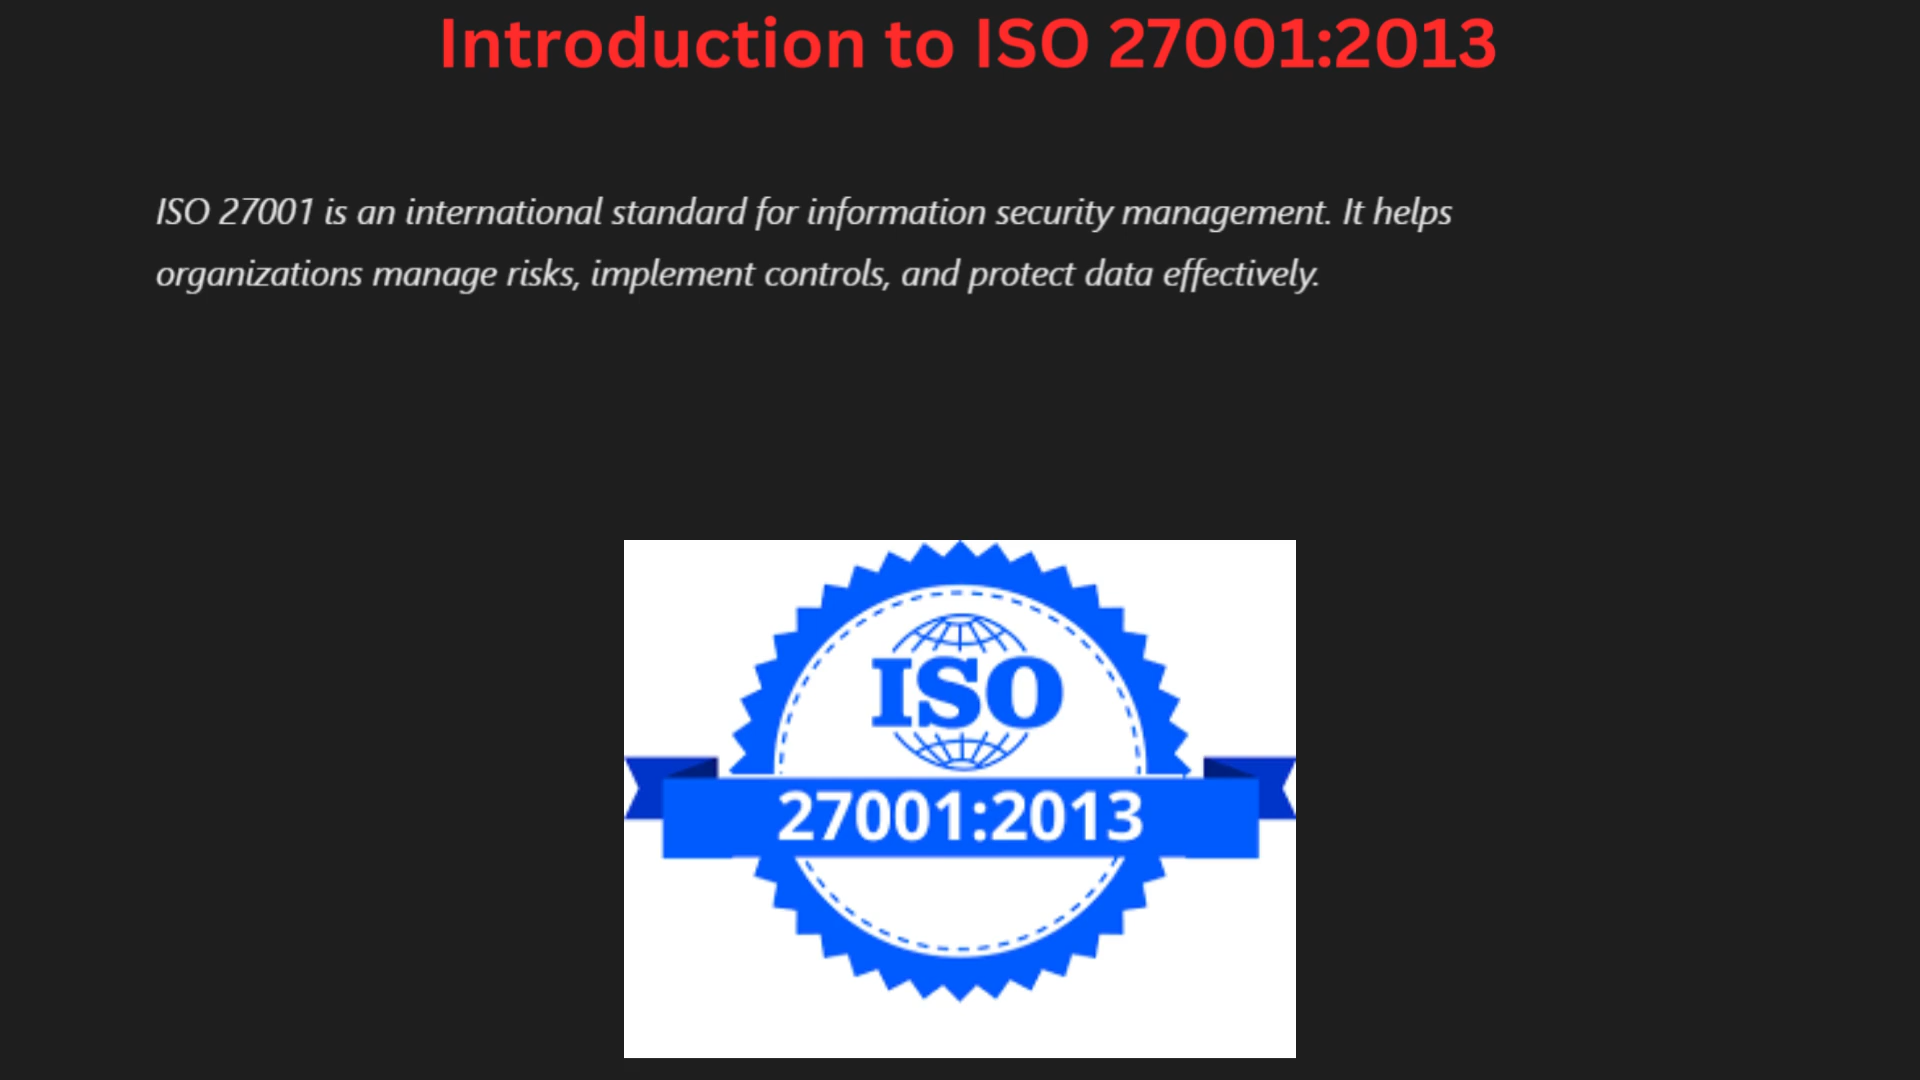 Introduction to ISO 27001:2013
ISO 27001 is an international standard for information security management. It helps
organizations manage risks, implement controls, and protect data effectively.
ISO
27001:2013